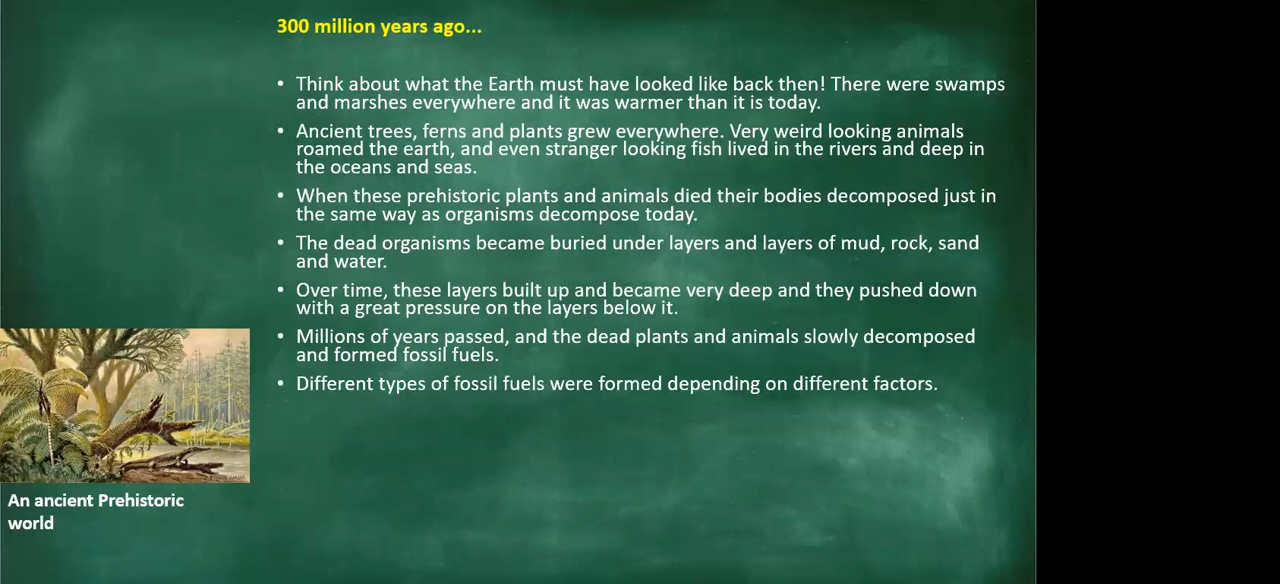 300 million years ago...
• Think about what the Earth must have looked like back then! There were swamps
and marshes everywhere and it was warmer than it is today.
• Ancient trees, ferns and plants grew everywhere. Very weird looking animals
roamed the earth, and even stranger looking fish lived in the rivers and deep in
the oceans and seas.
• When these prehistoric plants and animals died their bodies decomposed just in
the same way as organisms decompose today.
• The dead organisms became buried under layers and layers of mud, rock, sand
and water.
• Over time, these layers built up and became very deep and they pushed down
with a great pressure on the layers below it.
• Millions of years passed, and the dead plants and animals slowly decomposed
and formed fossil fuels.
• Different types of fossil fuels were formed depending on different factors.
An ancient Prehistoric
world